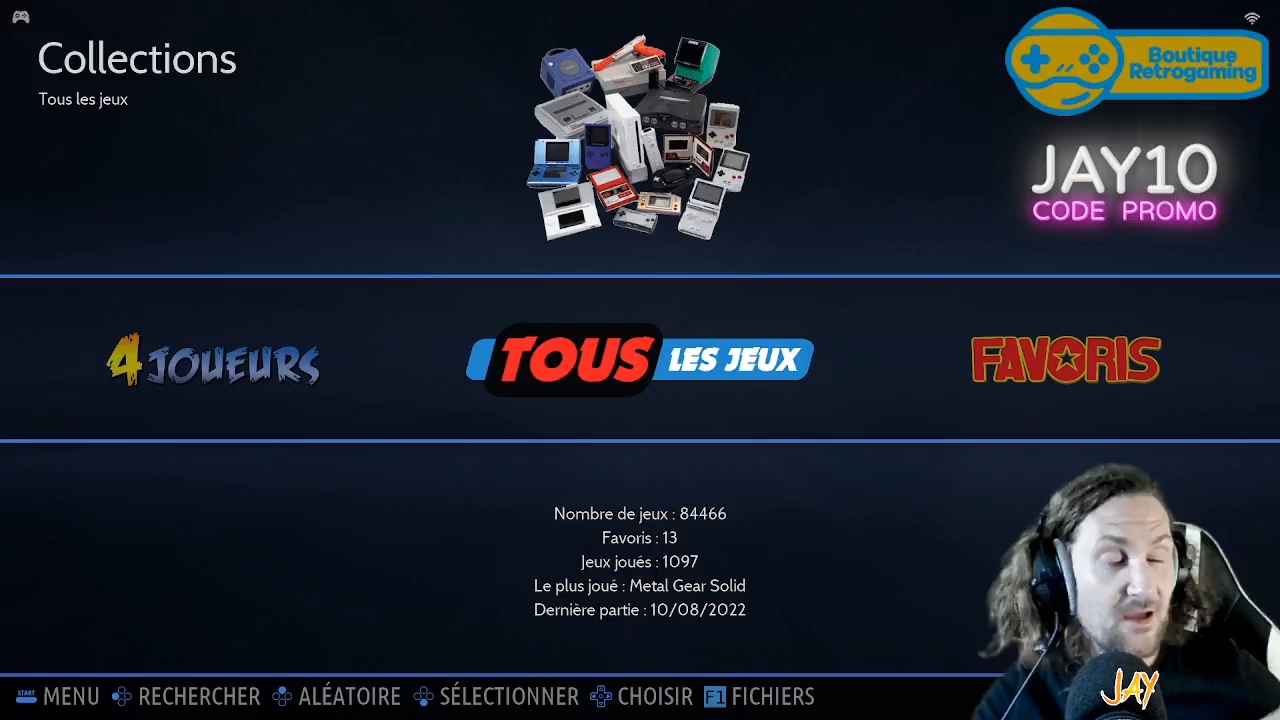 Collections
Tous les jeux
Boutique
Retrogaming
JAY10
CODE PROMO
4 JOUEURS
TOUS LES JEUX
FAVORIS
Nombre de jeux : 84466
Favoris : 13
Jeux joués : 1097
Le plus joué : Metal Gear Solid
Dernière partie : 10/08/2022
JAY
START MENU RECHERCHER ALÉATOIRE SÉLECTIONNER CHOISIR F1 FICHIERS